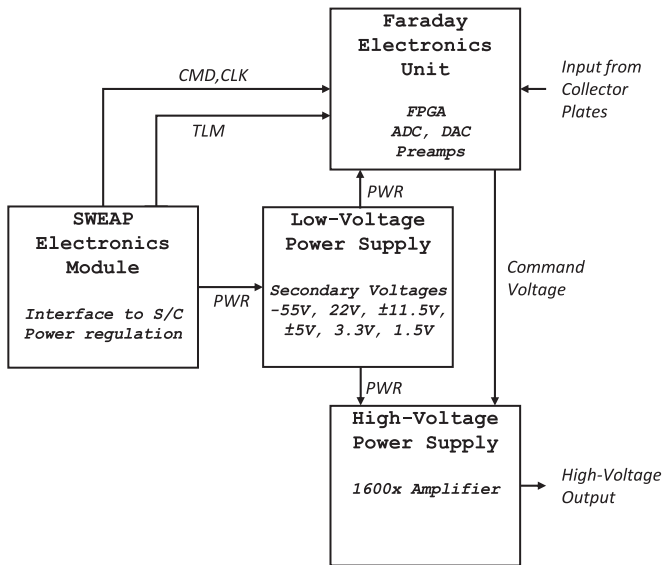 Faraday
Electronics
Unit
FPGA
ADC, DAC
Preamps
CMD,CLK
TLM
Input from
Collector
Plates
PWR
SWEAP
Electronics
Module
Interface to S/C
Power regulation
PWR
Low-Voltage
Power Supply
Secondary Voltages
-55V, 22V, ±11.5V,
±5V, 3.3V, 1.5V
Command
Voltage
PWR
High-Voltage
Power Supply
1600x Amplifier
High-Voltage
Output